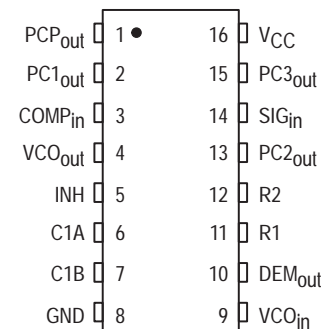 PCPout 1 16 VCC
PC1out 2 15 PC3out
COMPin 3 14 SIGin
VCOout 4 13 PC2out
INH 5 12 R2
C1A 6 11 R1
C1B 7 10 DEMout
GND 8 9 VCOin